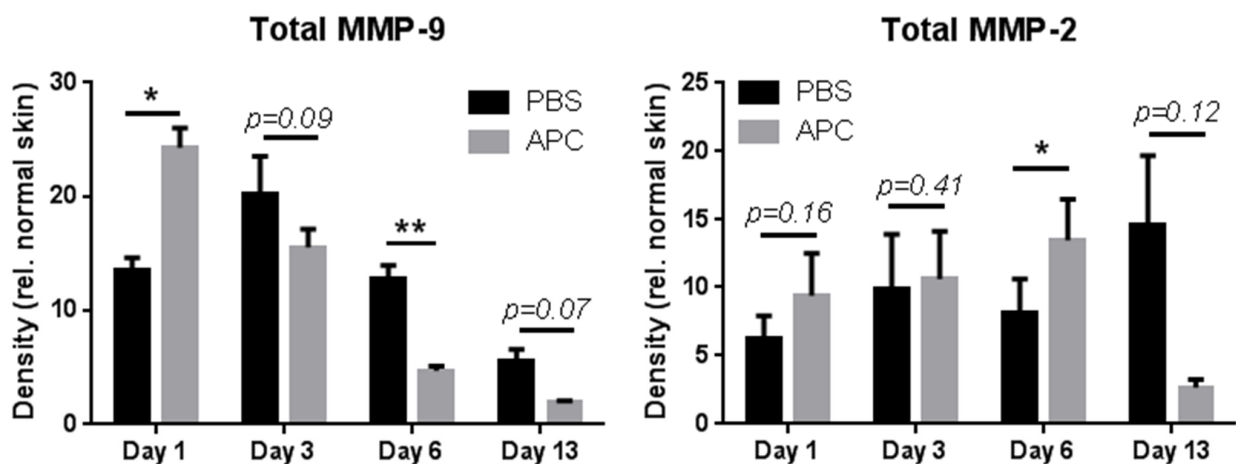 Total MMP-9
Density (rel. normal skin)
30
20
10
0
*
p=0.09
**
p=0.07
PBS
APC
Day 1
Day 3
Day 6
Day 13
Total MMP-2
Density (rel. normal skin)
25
20
15
10
5
0
PBS
APC
p=0.16
p=0.41
*
p=0.12
Day 1
Day 3
Day 6
Day 13